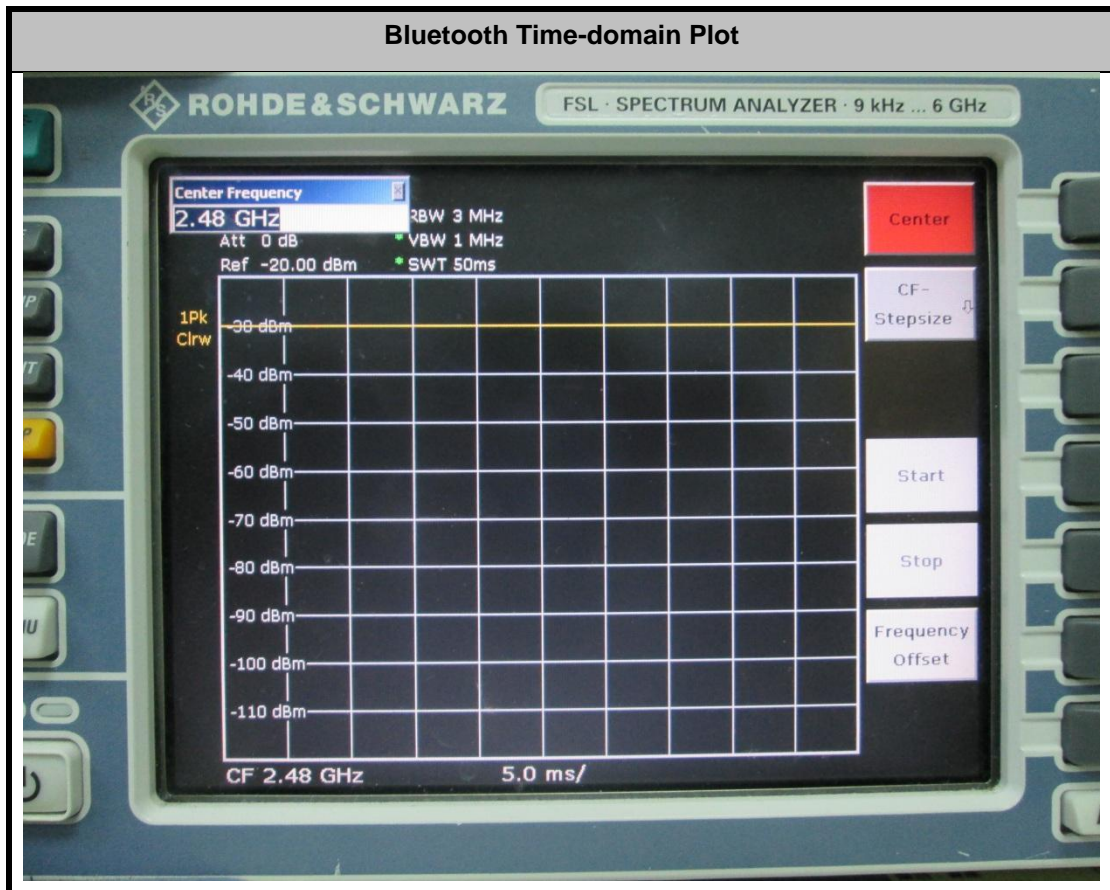 Bluetooth Time-domain Plot
R&S ROHDE&SCHWARZ
FSL · SPECTRUM ANALYZER · 9 kHz ... 6 GHz
Center Frequency
2.48 GHz
RBW 3 MHz
Att 0 dB
* VBW 1 MHz
Ref -20.00 dBm
* SWT 50ms
1Pk
Clrw
-30 dBm
-40 dBm
-50 dBm
-60 dBm
-70 dBm
-80 dBm
-90 dBm
-100 dBm
-110 dBm
CF 2.48 GHz
5.0 ms/
Center
CF-
Stepsize
Start
Stop
Frequency
Offset